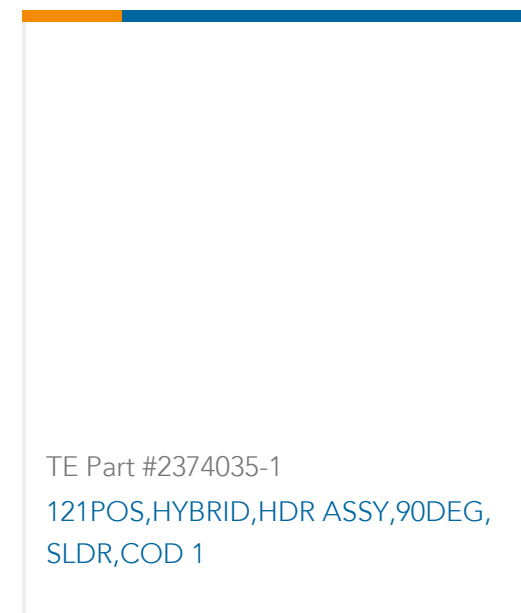 TE Part #2374035-1
121POS,HYBRID,HDR ASSY,90DEG,
SLDR,COD 1